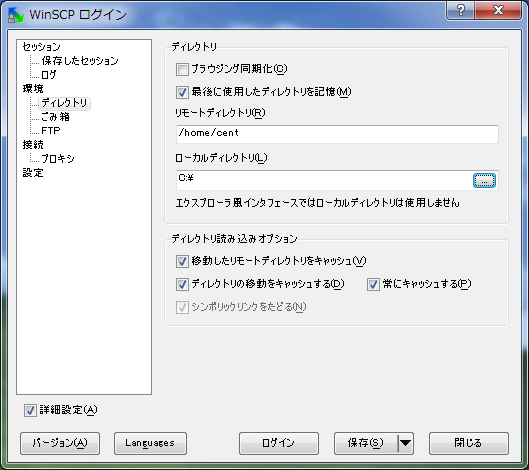 WinSCP ログイン
セッション
保存したセッション
ログ
環境
ディレクトリ
ごみ箱
FTP
接続
プロキシ
設定
詳細設定(A)
ディレクトリ
ブラウジング同期化(C)
最後に使用したディレクトリを記憶(M)
リモートディレクトリ(R)
/home/cent
ローカルディレクトリ(L)
C:¥
...
エクスプローラ風インタフェースではローカルディレクトリは使用しません
ディレクトリ読み込みオプション
移動したリモートディレクトリをキャッシュ(V)
ディレクトリの移動をキャッシュする(D) 常にキャッシュする(P)
シンボリックリンクをたどる(N)
バージョン(A) Languages ログイン 保存(S) 閉じる